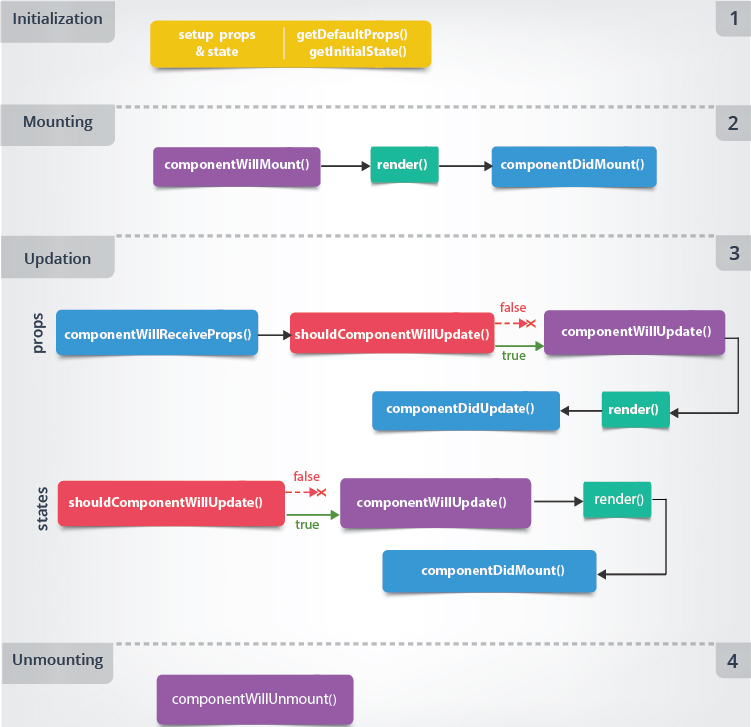 Initialization
1
setup props
& state
getDefaultProps()
getInitialState()
Mounting
2
componentWillMount()
render()
componentDidMount()
Updation
3
props
componentWillReceiveProps()
shouldComponentWillUpdate()
false
true
componentWillUpdate()
render()
componentDidUpdate()
states
shouldComponentWillUpdate()
false
true
componentWillUpdate()
render()
componentDidMount()
Unmounting
4
componentWillUnmount()